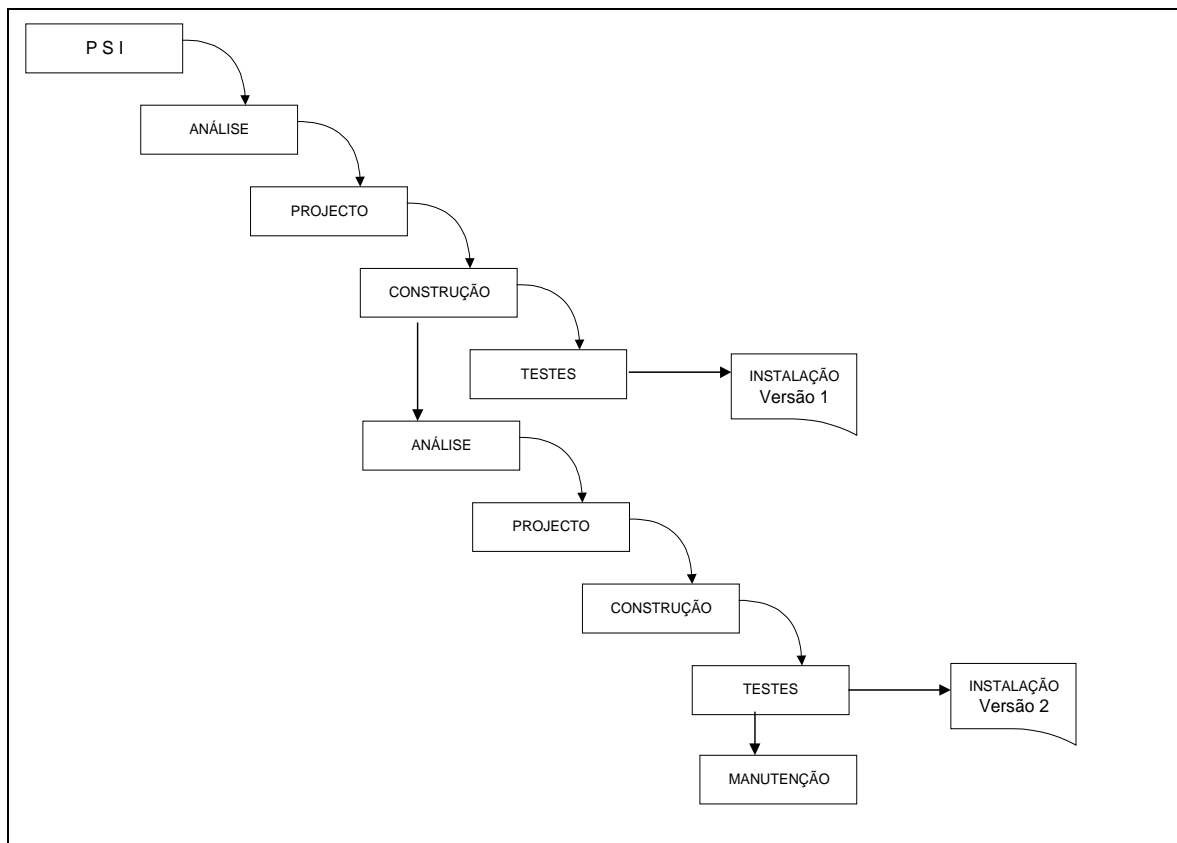 P S I
ANÁLISE
PROJECTO
CONSTRUÇÃO
TESTES
INSTALAÇÃO
Versão 1
ANÁLISE
PROJECTO
CONSTRUÇÃO
TESTES
INSTALAÇÃO
Versão 2
MANUTENÇÃO